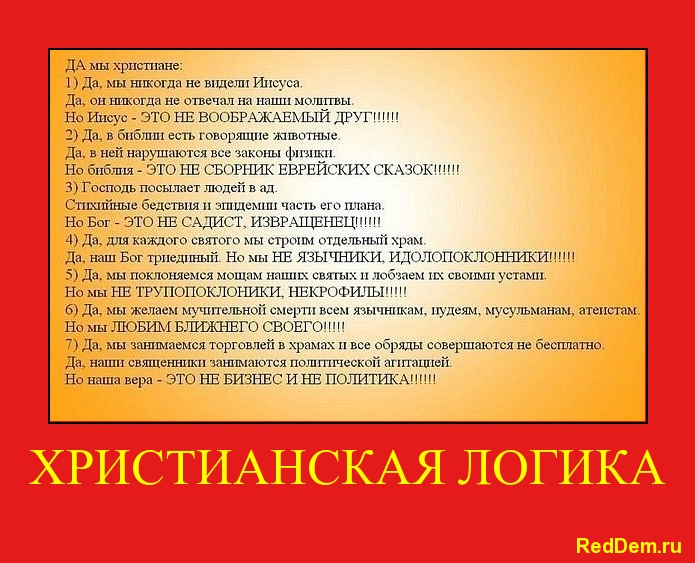 ДА мы христиане:
1) Да, мы никогда не видели Иисуса.
Да, он никогда не отвечал на наши молитвы.
Но Иисус - ЭТО НЕ ВООБРАЖАЕМЫЙ ДРУГ!!!!!!
2) Да, в библии есть говорящие животные.
Да, в ней нарушаются все законы физики.
Но библия - ЭТО НЕ СБОРНИК ЕВРЕЙСКИХ СКАЗОК!!!!!!
3) Господь посылает людей в ад.
Стихийные бедствия и эпидемии часть его плана.
Но Бог - ЭТО НЕ САДИСТ, ИЗВРАЩЕНЕЦ!!!!!!
4) Да, для каждого святого мы строим отдельный храм.
Да, наш Бог триединый. Но мы НЕ ЯЗЫЧНИКИ, ИДОЛОПОКЛОННИКИ!!!!!!
5) Да, мы поклоняемся мощам наших святых и лобзаем их своими устами.
Но мы НЕ ТРУПОПОКЛОНИКИ, НЕКРОФИЛЫ!!!!!
6) Да, мы желаем мучительной смерти всем язычникам, иудеям, мусульманам, атеистам.
Но мы ЛЮБИМ БЛИЖНЕГО СВОЕГО!!!!!
7) Да, мы занимаемся торговлей в храмах и все обряды совершаются не бесплатно.
Да, наши священники занимаются политической агитацией.
Но наша вера - ЭТО НЕ БИЗНЕС И НЕ ПОЛИТИКА!!!!!!
ХРИСТИАНСКАЯ ЛОГИКА
RedDem.ru